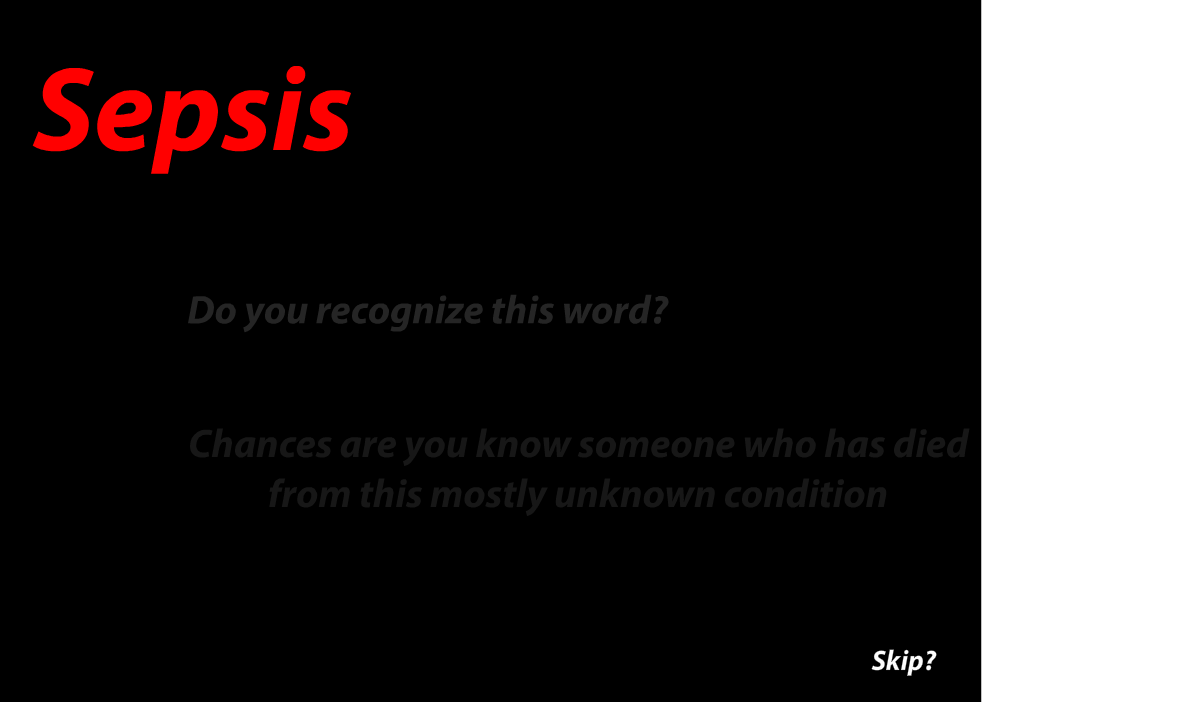 Sepsis
Do you recognize this word?
Chances are you know someone who has died
from this mostly unknown condition
Skip?